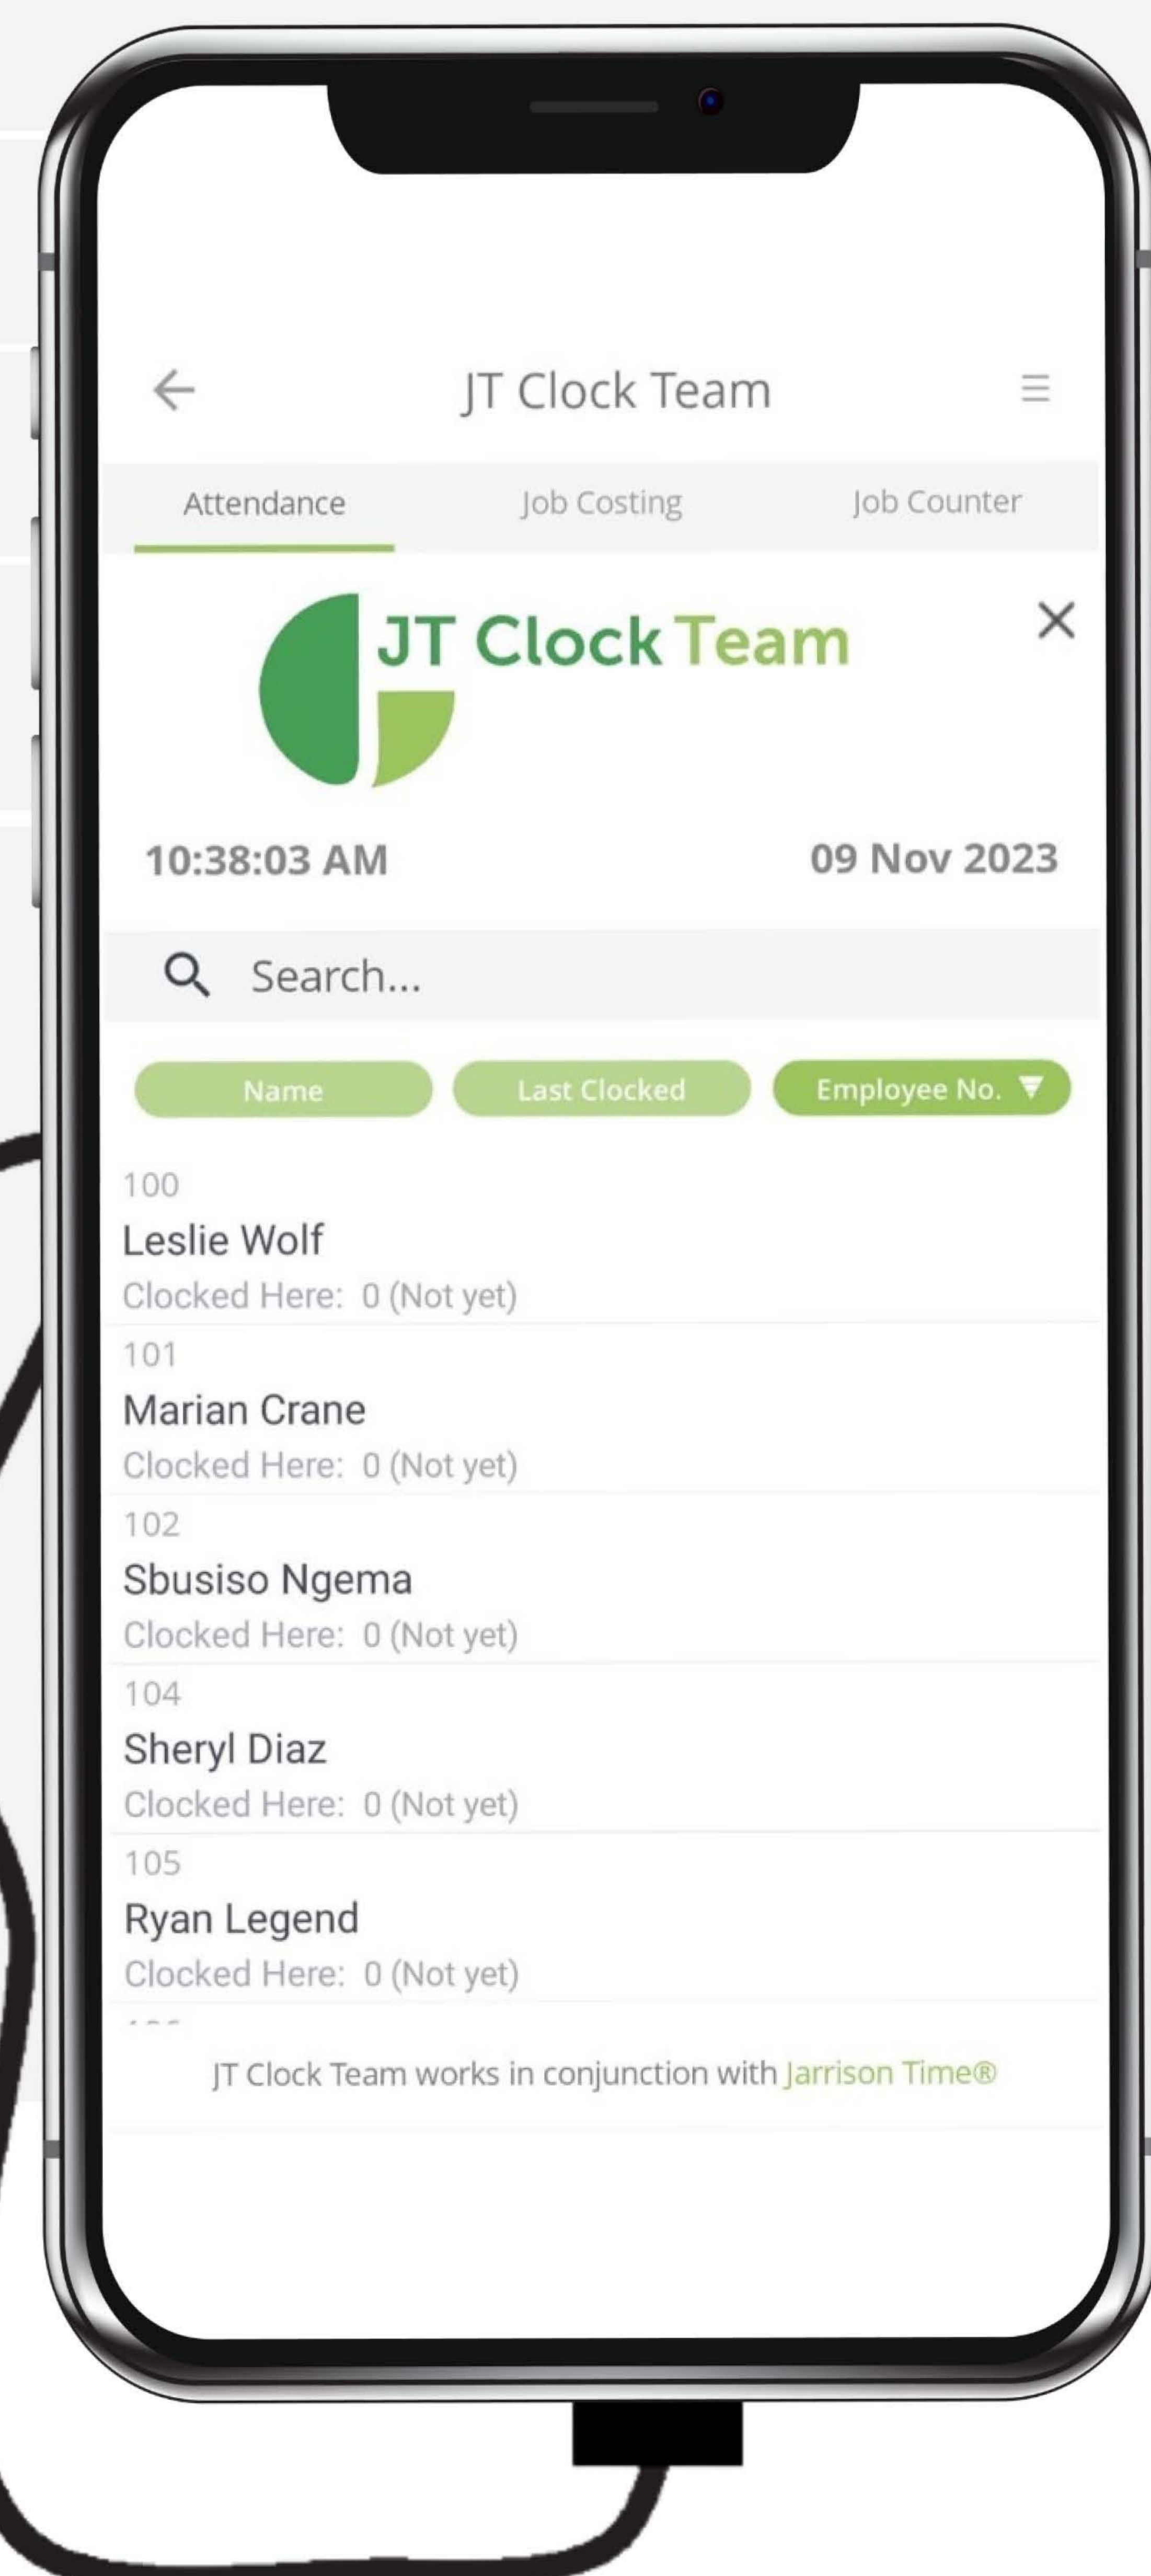 JT Clock Team
Attendance Job Costing Job Counter
JT Clock Team
10:38:03 AM 09 Nov 2023
Search...
Name Last Clocked Employee No.
100
Leslie Wolf
Clocked Here: 0 (Not yet)
101
Marian Crane
Clocked Here: 0 (Not yet)
102
Sbusiso Ngema
Clocked Here: 0 (Not yet)
104
Sheryl Diaz
Clocked Here: 0 (Not yet)
105
Ryan Legend
Clocked Here: 0 (Not yet)
JT Clock Team works in conjunction with Jarrison Time®